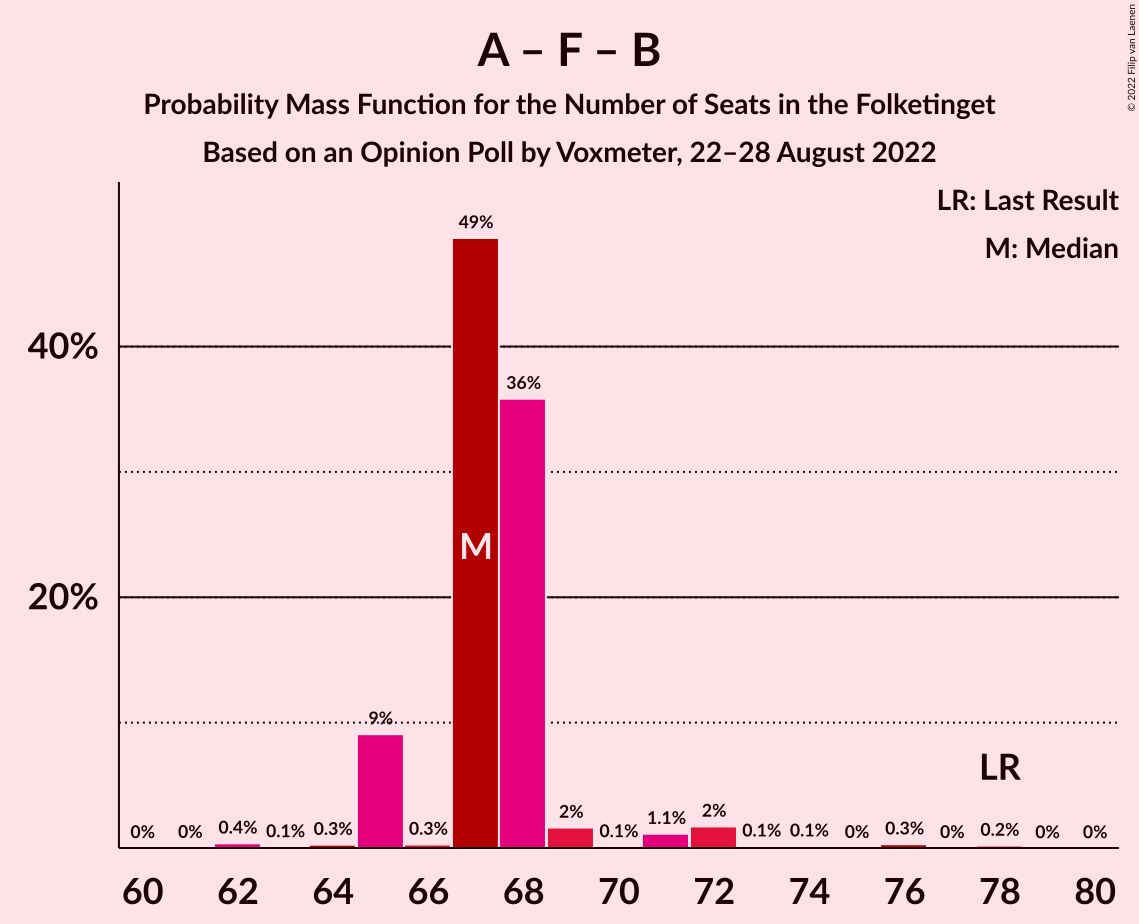 A – F – B
Probability Mass Function for the Number of Seats in the Folketinget
Based on an Opinion Poll by Voxmeter, 22–28 August 2022
© 2022 Filip van Laenen
LR: Last Result
M: Median
40%
20%
0%
0%
0.4%
0.1%
0.3%
9%
0.3%
49%
36%
2%
0.1%
1.1%
2%
0.1%
0.1%
0%
0.3%
0%
0.2%
0%
0%
M
LR
60 62 64 66 68 70 72 74 76 78 80